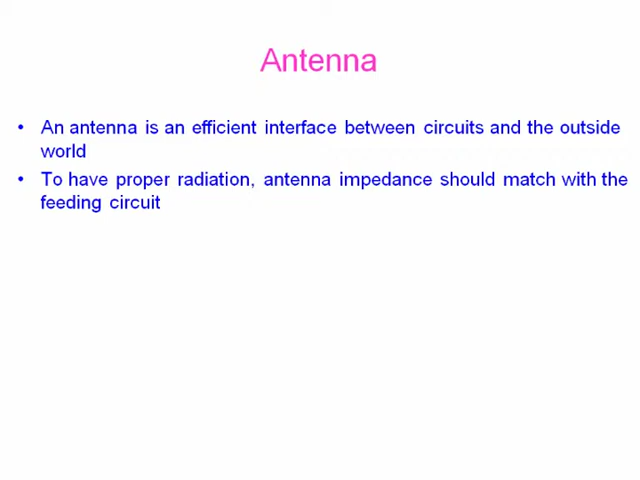 Antenna
• An antenna is an efficient interface between circuits and the outside
world
• To have proper radiation, antenna impedance should match with the
feeding circuit